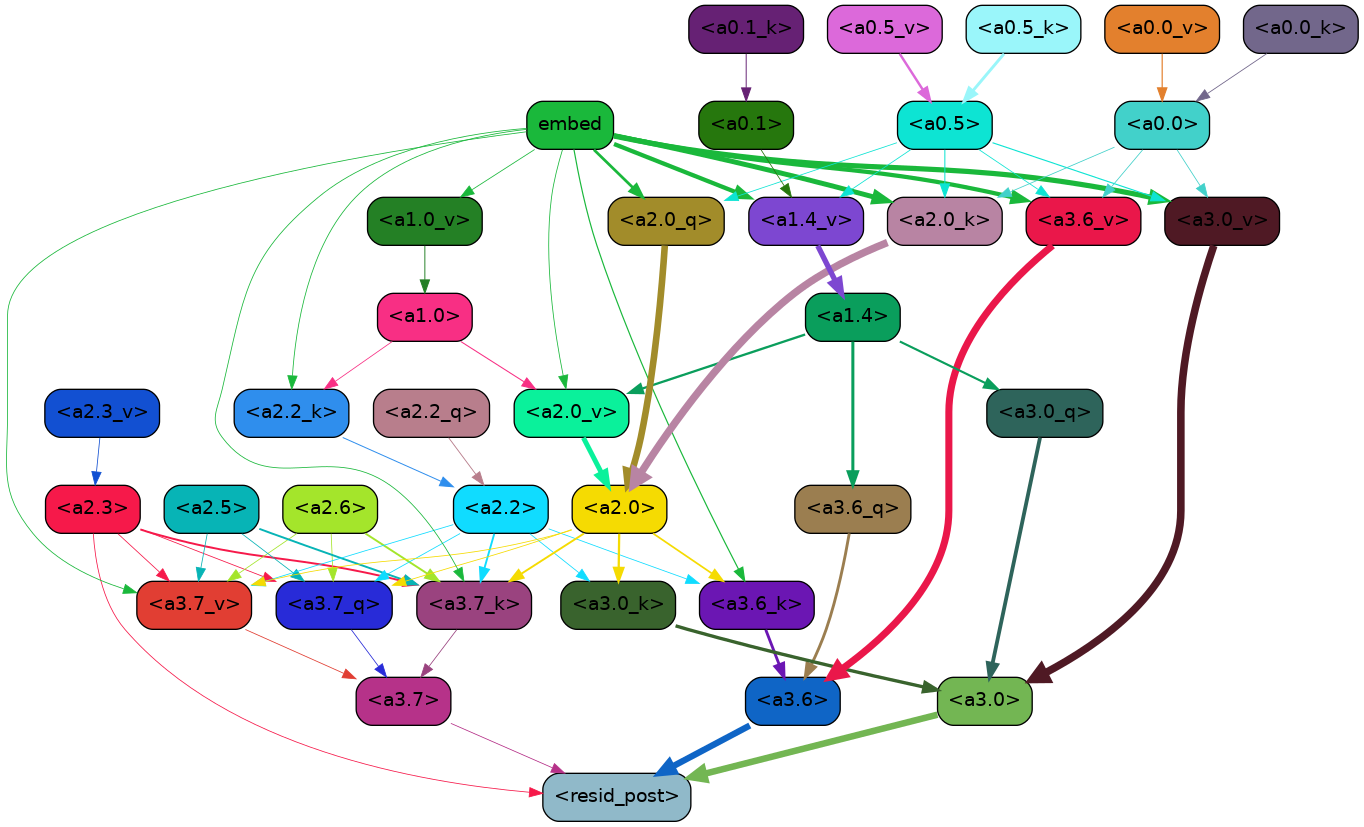 <a0.1_k> <a0.5_v> <a0.5_k> <a0.0_v> <a0.0_k>
embed <a0.1> <a0.5> <a0.0>
<a1.0_v> <a2.0_q> <a1.4_v> <a2.0_k> <a3.6_v> <a3.0_v>
<a1.0> <a1.4>
<a2.3_v> <a2.2_k> <a2.2_q> <a2.0_v> <a3.0_q>
<a2.3> <a2.5> <a2.6> <a2.2> <a2.0> <a3.6_q>
<a3.7_v> <a3.7_q> <a3.7_k> <a3.0_k> <a3.6_k>
<a3.7> <a3.6> <a3.0>
<resid_post>